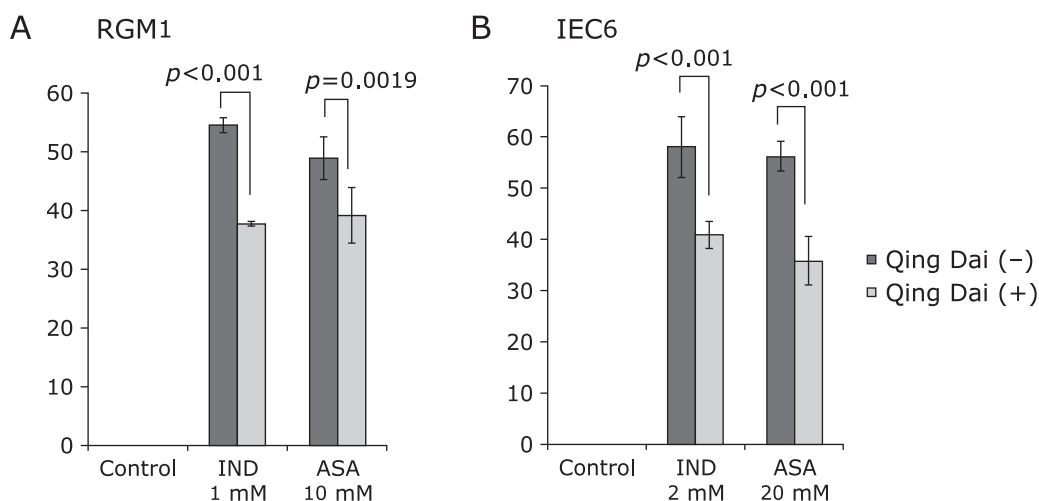 A RGM1
p<0.001
p=0.0019
60
50
40
30
20
10
0
Control IND ASA
1 mM 10 mM
B IEC6
p<0.001
p<0.001
70
60
50
40
30
20
10
0
Control IND ASA
2 mM 20 mM
Qing Dai (−)
Qing Dai (+)